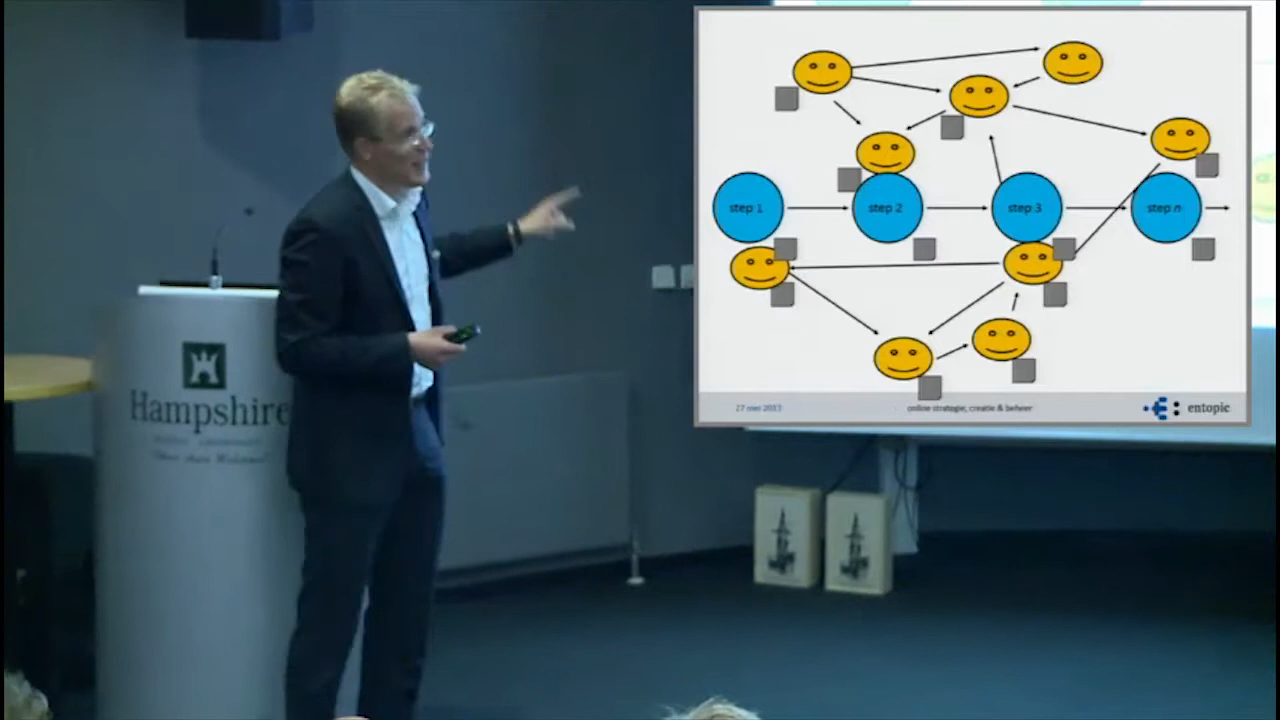 step 1
step 2
step 3
step n
27 mei 2013
online strategie, creatie & beheer
entopic
Hampshire